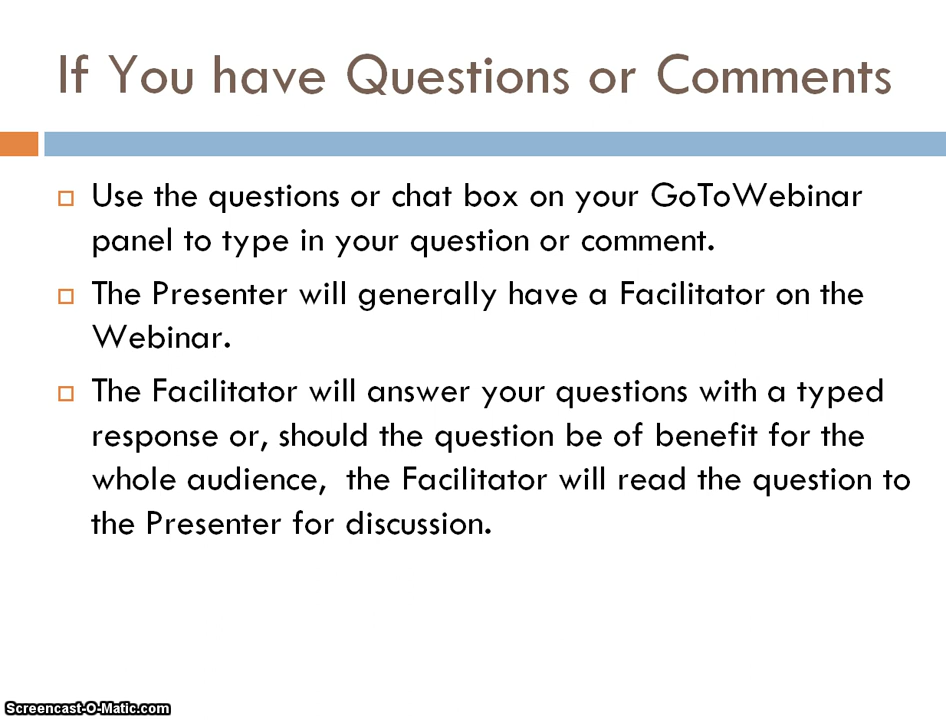 If You have Questions or Comments
Use the questions or chat box on your GoToWebinar
panel to type in your question or comment.
The Presenter will generally have a Facilitator on the
Webinar.
The Facilitator will answer your questions with a typed
response or, should the question be of benefit for the
whole audience,  the Facilitator will read the question to
the Presenter for discussion.
Screencast-O-Matic.com